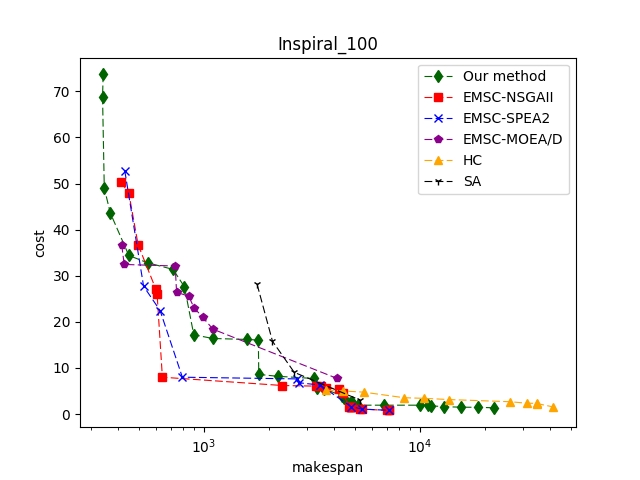 Inspiral_100
Our method
EMSC-NSGAII
EMSC-SPEA2
EMSC-MOEA/D
HC
SA
cost
70
60
50
40
30
20
10
0
10³
10⁴
makespan